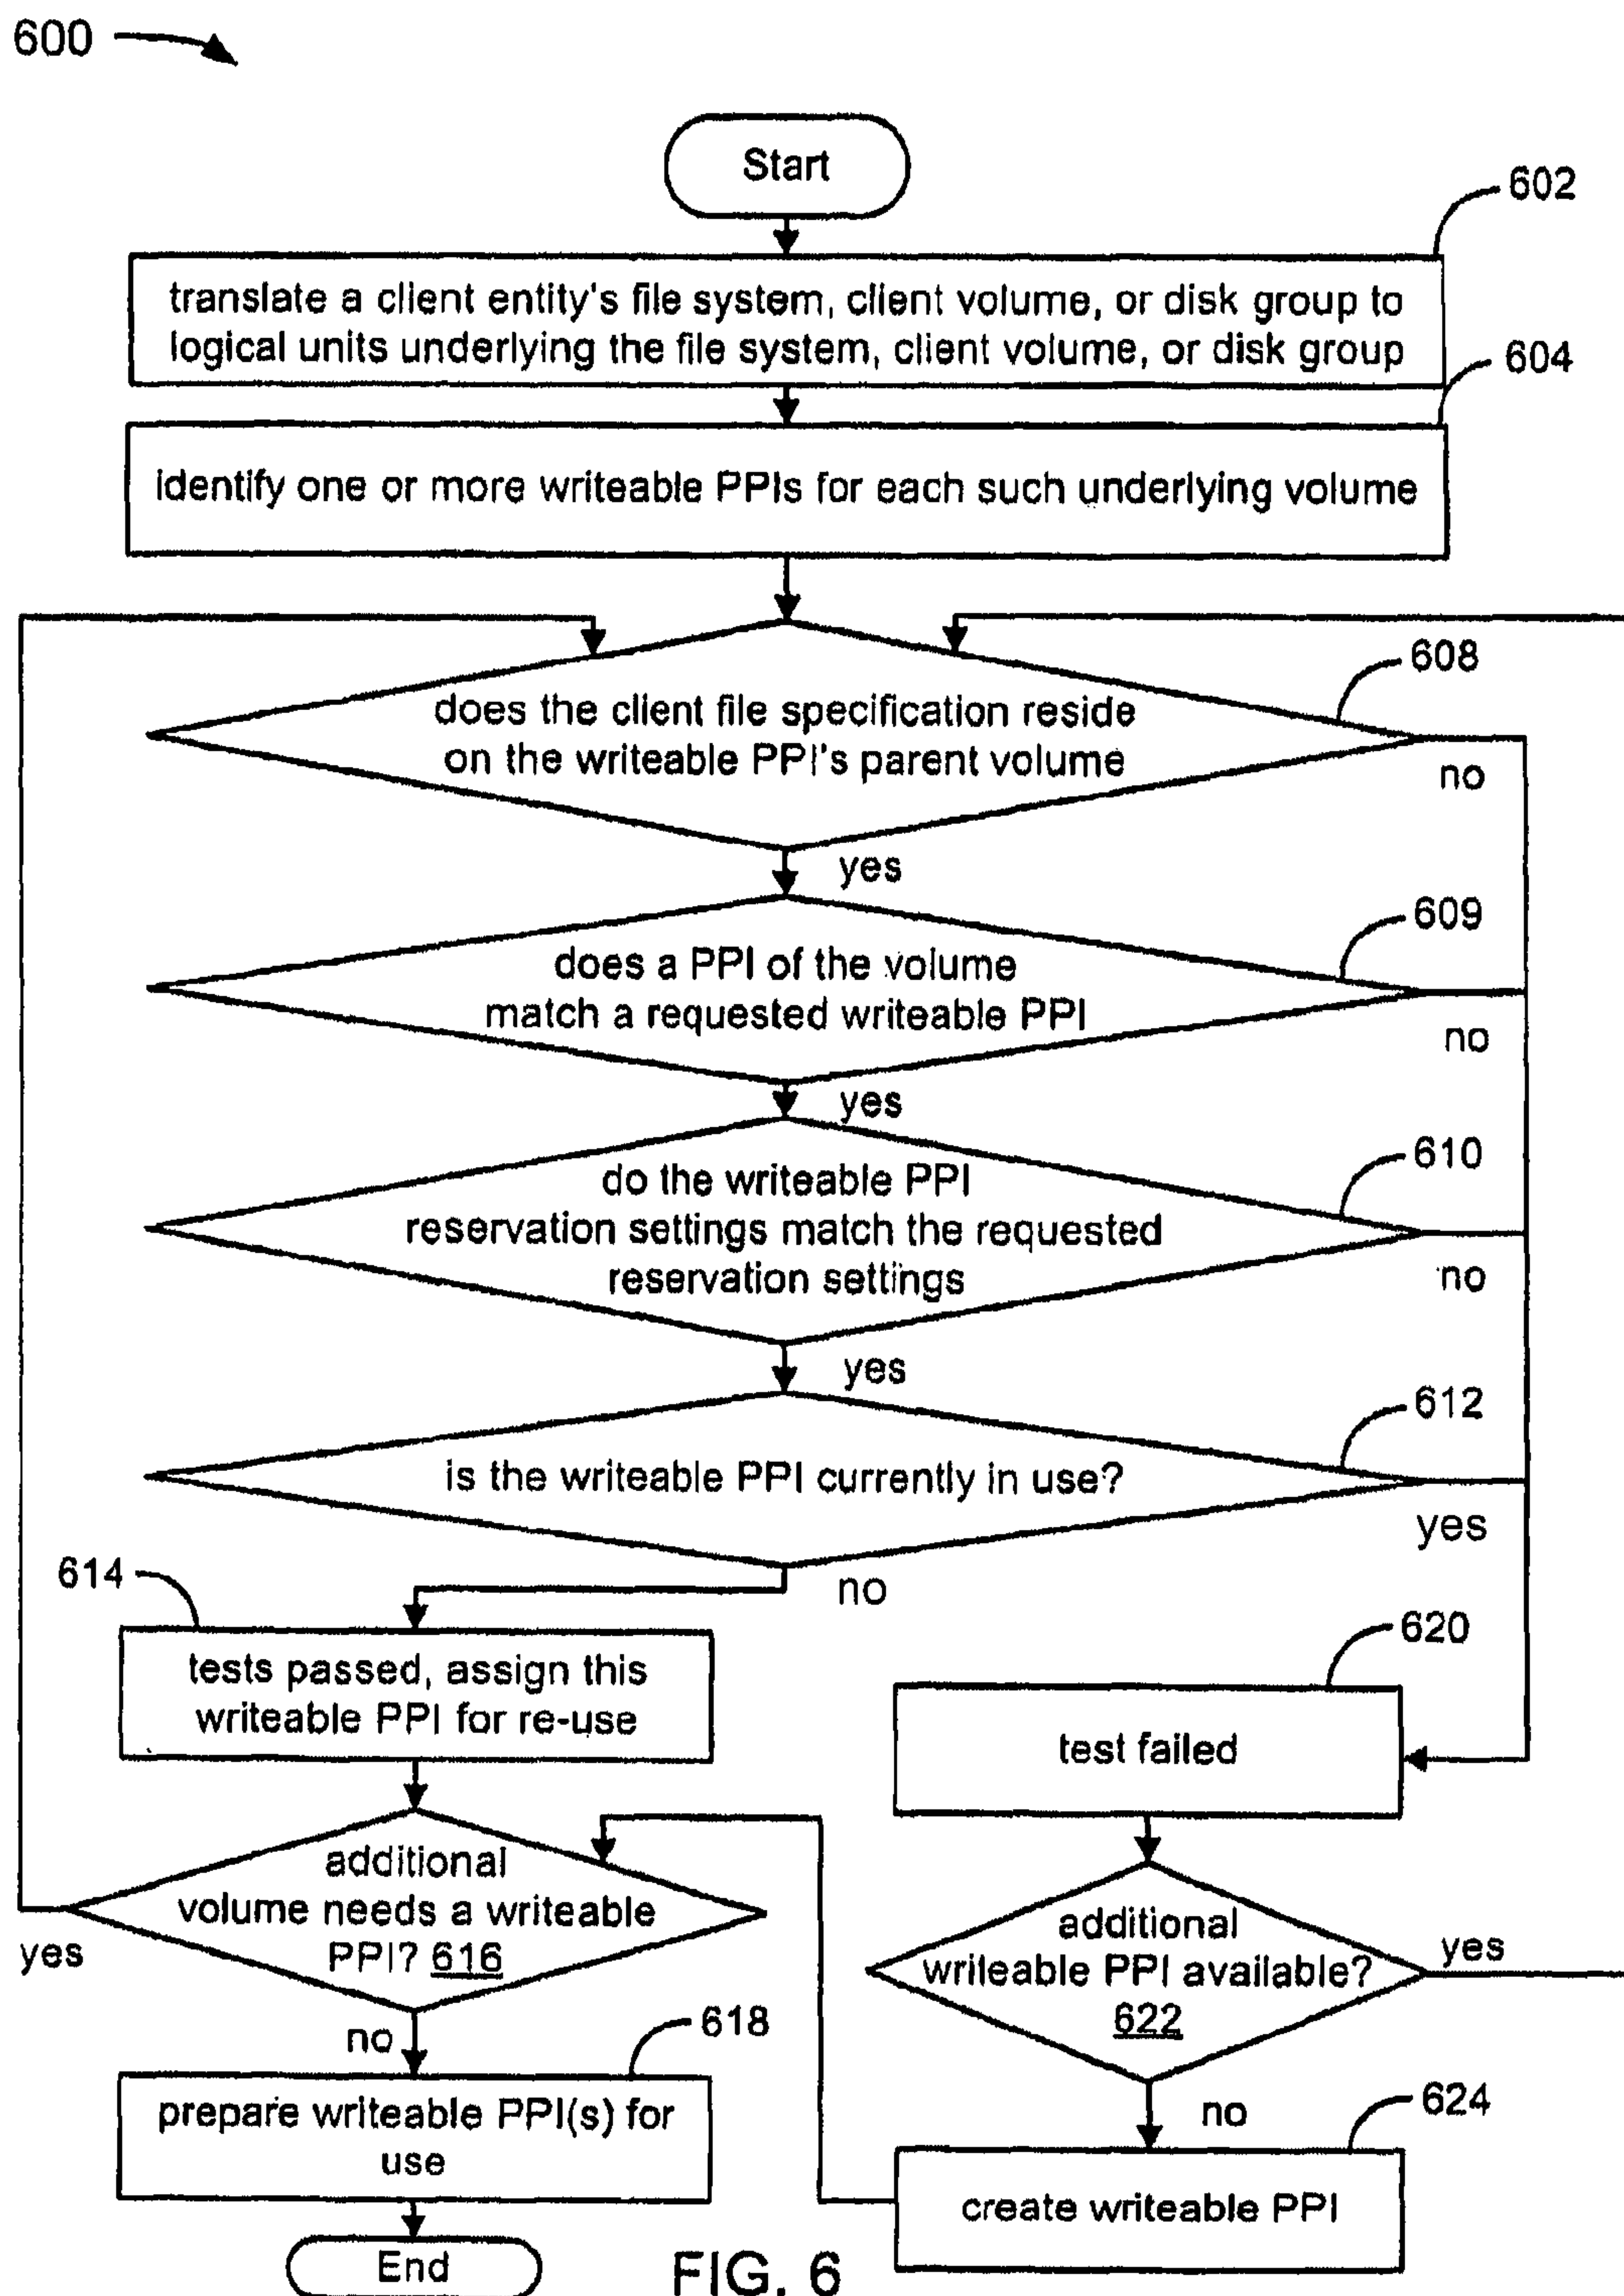 600
Start
602
translate a client entity's file system, client volume, or disk group to
logical units underlying the file system, client volume, or disk group
604
identify one or more writeable PPIs for each such underlying volume
608
does the client file specification reside
on the writeable PPI's parent volume
no
yes
609
does a PPI of the volume
match a requested writeable PPI
no
yes
610
do the writeable PPI
reservation settings match the requested
reservation settings
no
yes
612
is the writeable PPI currently in use?
yes
no
614
tests passed, assign this
writeable PPI for re-use
620
test failed
additional
volume needs a writeable
PPI? 616
yes
no
additional
writeable PPI available?
622
yes
no
618
prepare writeable PPI(s) for
use
624
create writeable PPI
End
FIG. 6